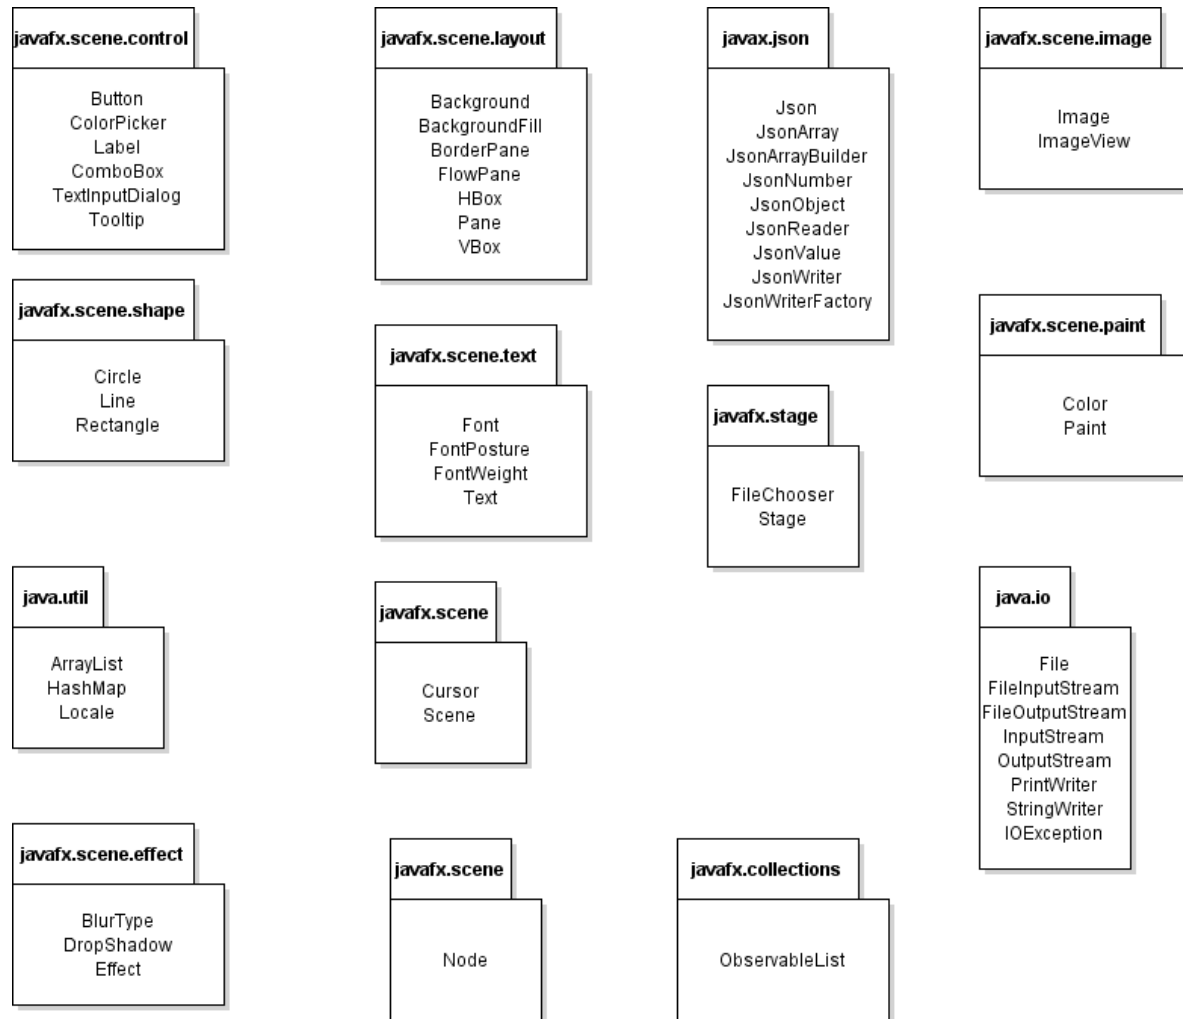 javafx.scene.control
Button
ColorPicker
Label
ComboBox
TextInputDialog
Tooltip
javafx.scene.layout
Background
BackgroundFill
BorderPane
FlowPane
HBox
Pane
VBox
javax.json
Json
JsonArray
JsonArrayBuilder
JsonNumber
JsonObject
JsonReader
JsonValue
JsonWriter
JsonWriterFactory
javafx.scene.image
Image
ImageView
javafx.scene.shape
Circle
Line
Rectangle
javafx.scene.text
Font
FontPosture
FontWeight
Text
javafx.stage
FileChooser
Stage
javafx.scene.paint
Color
Paint
java.util
ArrayList
HashMap
Locale
javafx.scene
Cursor
Scene
java.io
File
FileInputStream
FileOutputStream
InputStream
OutputStream
PrintWriter
StringWriter
IOException
javafx.scene.effect
BlurType
DropShadow
Effect
javafx.scene
Node
javafx.collections
ObservableList